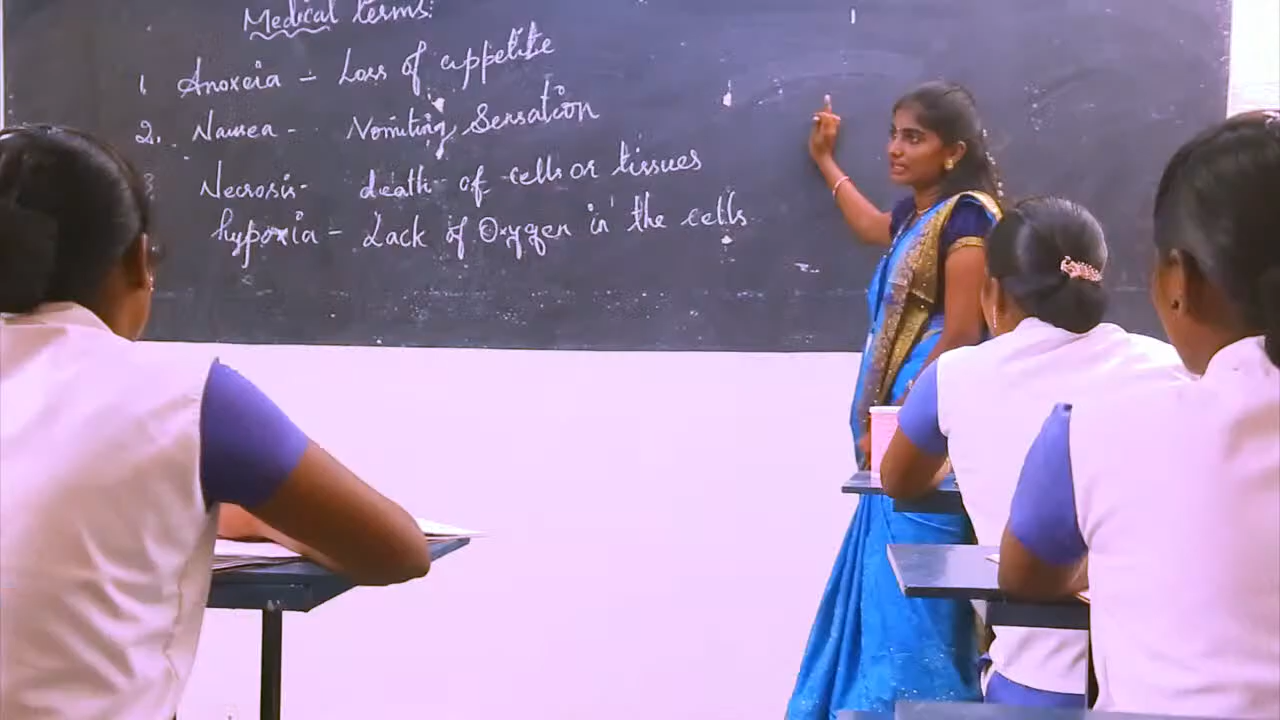 Medical terms:
1. Anoxeia - Loss of appetite
2. Nausea - Vomiting Sensation
3 Necrosis - death of cells or tissues
hypoxia - Lack of Oxygen in the cells